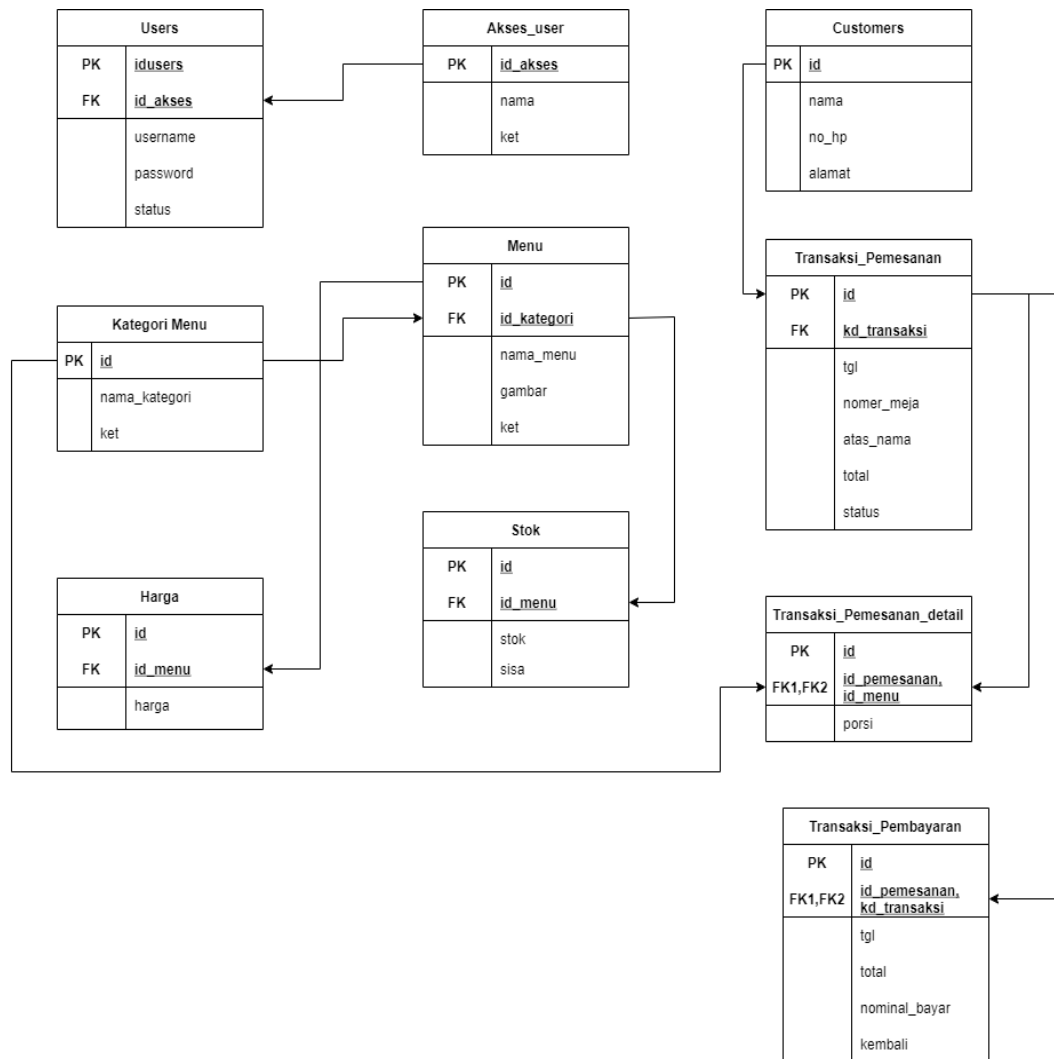 Users
PK idusers
FK id_akses
username
password
status
Akses_user
PK id_akses
nama
ket
Customers
PK id
nama
no_hp
alamat
Kategori Menu
PK id
nama_kategori
ket
Menu
PK id
FK id_kategori
nama_menu
gambar
ket
Transaksi_Pemesanan
PK id
FK kd_transaksi
tgl
nomer_meja
atas_nama
total
status
Harga
PK id
FK id_menu
harga
Stok
PK id
FK id_menu
stok
sisa
Transaksi_Pemesanan_detail
PK id
FK1,FK2 id_pemesanan,
id_menu
porsi
Transaksi_Pembayaran
PK id
FK1,FK2 id_pemesanan,
kd_transaksi
tgl
total
nominal_bayar
kembali